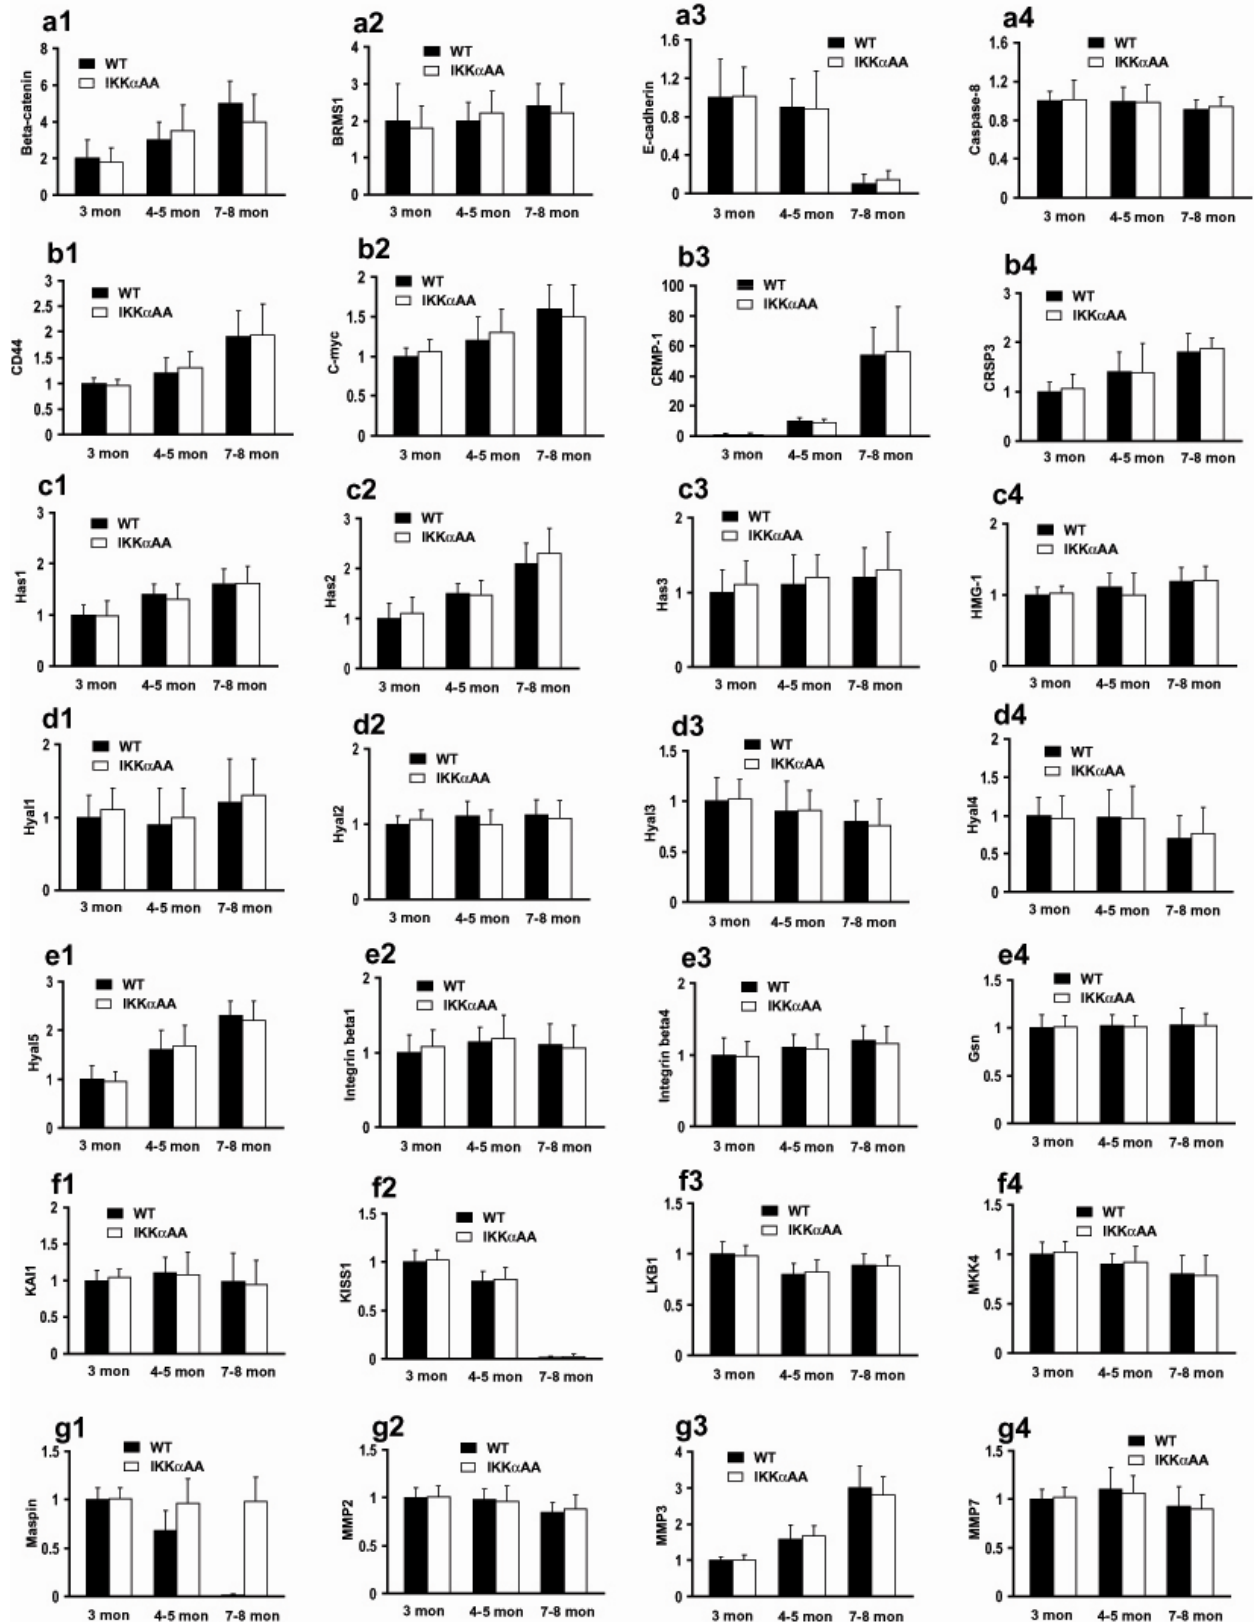 a1
Beta-catenin
8
6
4
2
0
WT
IKKαAA
3 mon 4-5 mon 7-8 mon
a2
BRMS1
4
3
2
1
0
WT
IKKαAA
3 mon 4-5 mon 7-8 mon
a3
E-cadherin
1.6
1.2
0.8
0.4
0
WT
IKKαAA
3 mon 4-5 mon 7-8 mon
a4
Caspase-8
1.6
1.2
0.8
0.4
0
WT
IKKαAA
3 mon 4-5 mon 7-8 mon
b1
CD44
3
2.5
2
1.5
1
0.5
0
WT
IKKαAA
3 mon 4-5 mon 7-8 mon
b2
C-myc
2
1.5
1
0.5
0
WT
IKKαAA
3 mon 4-5 mon 7-8 mon
b3
CRMP-1
100
80
60
40
20
0
WT
IKKαAA
3 mon 4-5 mon 7-8 mon
b4
CRSP3
3
2
1
0
WT
IKKαAA
3 mon 4-5 mon 7-8 mon
c1
Has1
3
2
1
0
WT
IKKαAA
3 mon 4-5 mon 7-8 mon
c2
Has2
3
2
1
0
WT
IKKαAA
3 mon 4-5 mon 7-8 mon
c3
Has3
2
1
0
WT
IKKαAA
3 mon 4-5 mon 7-8 mon
c4
HMG-1
2
1
0
WT
IKKαAA
3 mon 4-5 mon 7-8 mon
d1
Hyal1
2
1
0
WT
IKKαAA
3 mon 4-5 mon 7-8 mon
d2
Hyal2
2
1
0
WT
IKKαAA
3 mon 4-5 mon 7-8 mon
d3
Hyal3
1.5
1
0.5
0
WT
IKKαAA
3 mon 4-5 mon 7-8 mon
d4
Hyal4
2
1.5
1
0.5
0
WT
IKKαAA
3 mon 4-5 mon 7-8 mon
e1
Hyal5
3
2
1
0
WT
IKKαAA
3 mon 4-5 mon 7-8 mon
e2
Integrin beta1
2
1
0
WT
IKKαAA
3 mon 4-5 mon 7-8 mon
e3
Integrin beta4
2
1
0
WT
IKKαAA
3 mon 4-5 mon 7-8 mon
e4
Gsn
1.5
1
0.5
0
WT
IKKαAA
3 mon 4-5 mon 7-8 mon
f1
KAI1
2
1.5
1
0.5
0
WT
IKKαAA
3 mon 4-5 mon 7-8 mon
f2
KISS1
1.5
1
0.5
0
WT
IKKαAA
3 mon 4-5 mon 7-8 mon
f3
LKB1
1.5
1
0.5
0
WT
IKKαAA
3 mon 4-5 mon 7-8 mon
f4
MKK4
1.5
1
0.5
0
WT
IKKαAA
3 mon 4-5 mon 7-8 mon
g1
Maspin
1.5
1
0.5
0
WT
IKKαAA
3 mon 4-5 mon 7-8 mon
g2
MMP2
1.5
1
0.5
0
WT
IKKαAA
3 mon 4-5 mon 7-8 mon
g3
MMP3
4
3
2
1
0
WT
IKKαAA
3 mon 4-5 mon 7-8 mon
g4
MMP7
1.5
1
0.5
0
WT
IKKαAA
3 mon 4-5 mon 7-8 mon